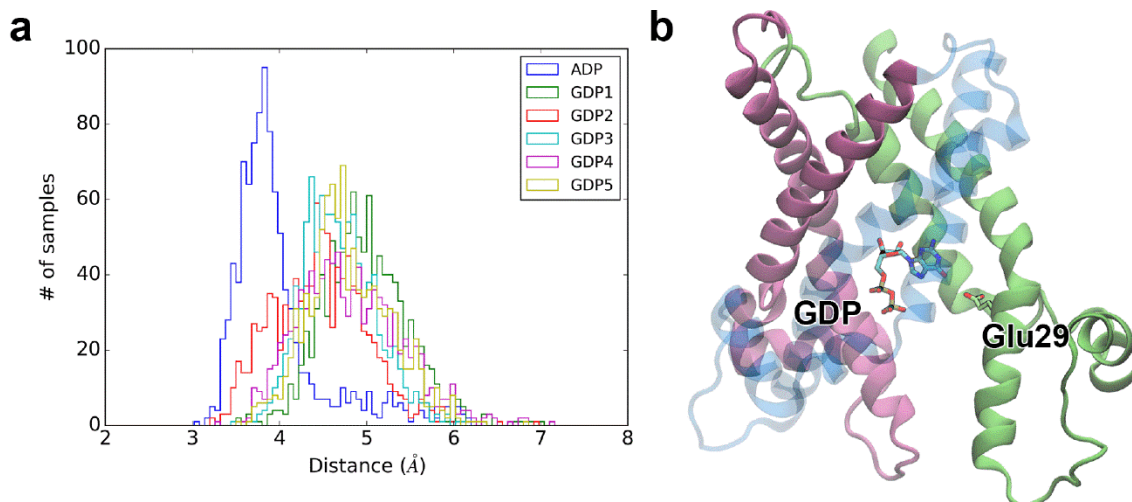 a
b
100
80
60
40
20
0
# of samples
2 3 4 5 6 7 8
Distance (Å)
ADP
GDP1
GDP2
GDP3
GDP4
GDP5
GDP
Glu29